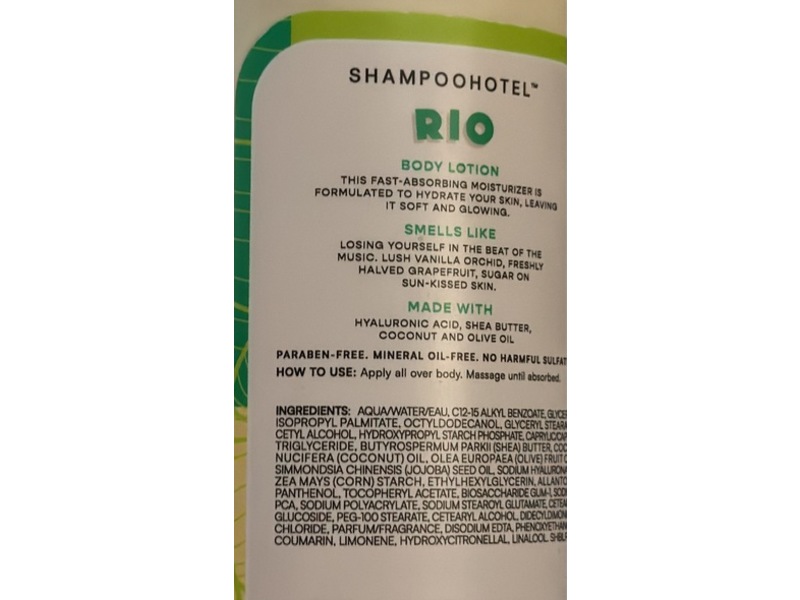 SHAMPOOHOTEL™
RIO
BODY LOTION
THIS FAST-ABSORBING MOISTURIZER IS
FORMULATED TO HYDRATE YOUR SKIN, LEAVING
IT SOFT AND GLOWING.
SMELLS LIKE
LOSING YOURSELF IN THE BEAT OF THE
MUSIC. LUSH VANILLA ORCHID, FRESHLY
HALVED GRAPEFRUIT, SUGAR ON
SUN-KISSED SKIN.
MADE WITH
HYALURONIC ACID, SHEA BUTTER,
COCONUT AND OLIVE OIL
PARABEN-FREE. MINERAL OIL-FREE. NO HARMFUL SULFAT
HOW TO USE: Apply all over body. Massage until absorbed.
INGREDIENTS: AQUA/WATER/EAU, C12-15 ALKYL BENZOATE,
ISOPROPYL PALMITATE, OCTYLDODECANOL, GLYCERYL
CETYL ALCOHOL, HYDROXYPROPYL STARCH PHOSPHATE,
TRIGLYCERIDE, BUTYROSPERMUM PARKII (SHEA) BUTTER,
NUCIFERA (COCONUT) OIL, OLEA EUROPAEA (OLIVE) FRUIT
SIMMONDSIA CHINENSIS (JOJOBA) SEED OIL, SODIUM
ZEA MAYS (CORN) STARCH, ETHYLHEXYLGLYCERIN,
PANTHENOL, TOCOPHERYL ACETATE, BIOSACCHARIDE GUM-1,
PCA, SODIUM POLYACRYLATE, SODIUM STEAROYL GLUTAMATE,
GLUCOSIDE, PEG-100 STEARATE, CETEARYL ALCOHOL,
CHLORIDE, PARFUM/FRAGRANCE, DISODIUM EDTA,
COUMARIN, LIMONENE, HYDROXYCITRONELLAL, LINALOOL.